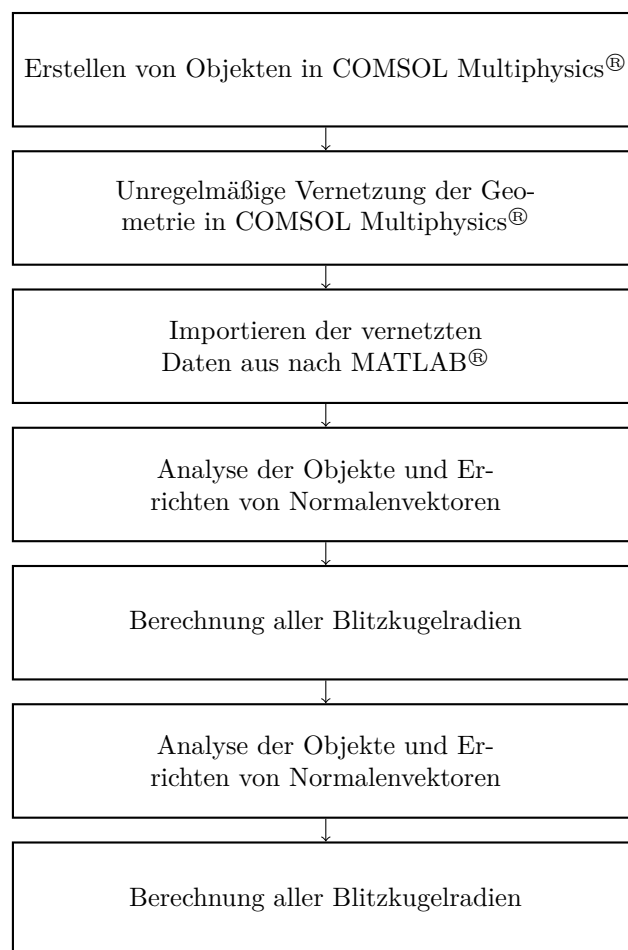 Erstellen von Objekten in COMSOL Multiphysics®
Unregelmäßige Vernetzung der Geo-
metrie in COMSOL Multiphysics®
Importieren der vernetzten
Daten aus nach MATLAB®
Analyse der Objekte und Er-
richten von Normalenvektoren
Berechnung aller Blitzkugelradien
Analyse der Objekte und Er-
richten von Normalenvektoren
Berechnung aller Blitzkugelradien